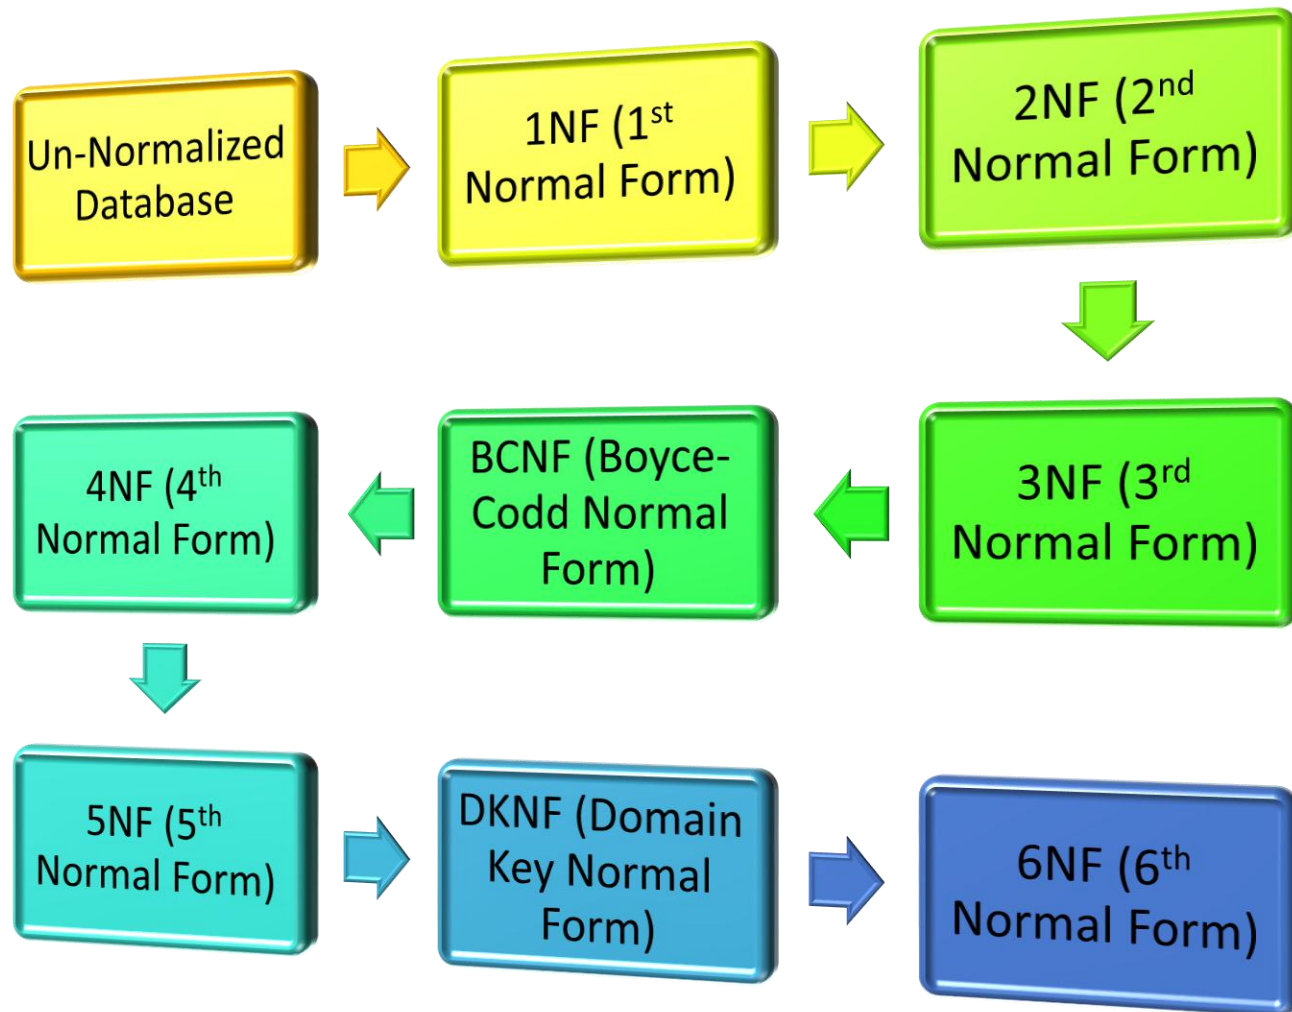 Un-Normalized
Database
1NF (1st
Normal Form)
2NF (2nd
Normal Form)
3NF (3rd
Normal Form)
BCNF (Boyce-
Codd Normal
Form)
4NF (4th
Normal Form)
5NF (5th
Normal Form)
DKNF (Domain
Key Normal
Form)
6NF (6th
Normal Form)